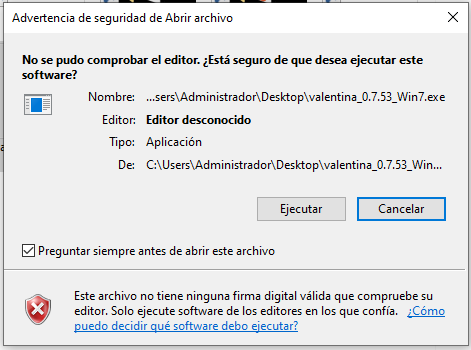 Advertencia de seguridad de Abrir archivo
No se pudo comprobar el editor. ¿Está seguro de que desea ejecutar este
software?
Nombre: ...sers\Administrador\Desktop\valentina_0.7.53_Win7.exe
Editor: Editor desconocido
Tipo: Aplicación
De: C:\Users\Administrador\Desktop\valentina_0.7.53_Win...
Ejecutar Cancelar
Preguntar siempre antes de abrir este archivo
Este archivo no tiene ninguna firma digital válida que compruebe su
editor. Solo ejecute software de los editores en los que confía. ¿Cómo
puedo decidir qué software debo ejecutar?